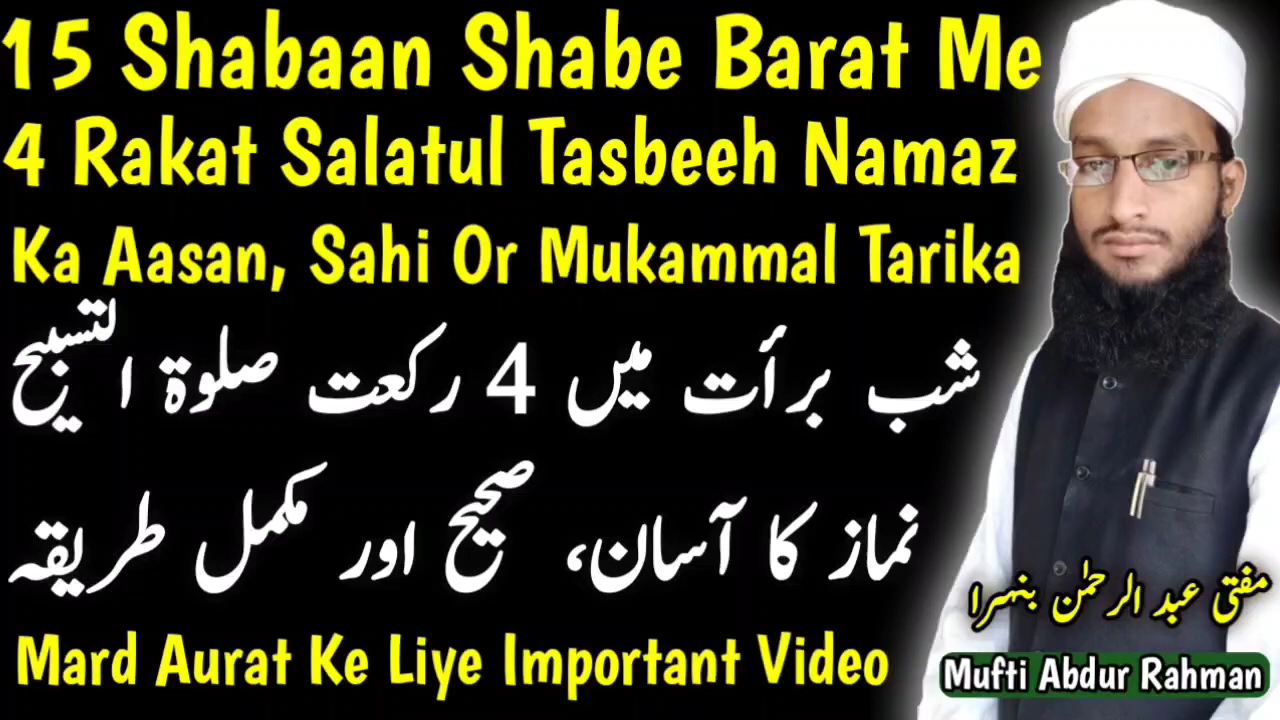 15 Shabaan Shabe Barat Me
4 Rakat Salatul Tasbeeh Namaz
Ka Aasan, Sahi Or Mukammal Tarika
شب برأت میں 4 رکعت صلوۃ التسبیح
نماز کا آسان، صحیح اور مکمل طریقہ
Mard Aurat Ke Liye Important Video
مفتی عبد الرحمٰن بنہسرا
Mufti Abdur Rahman